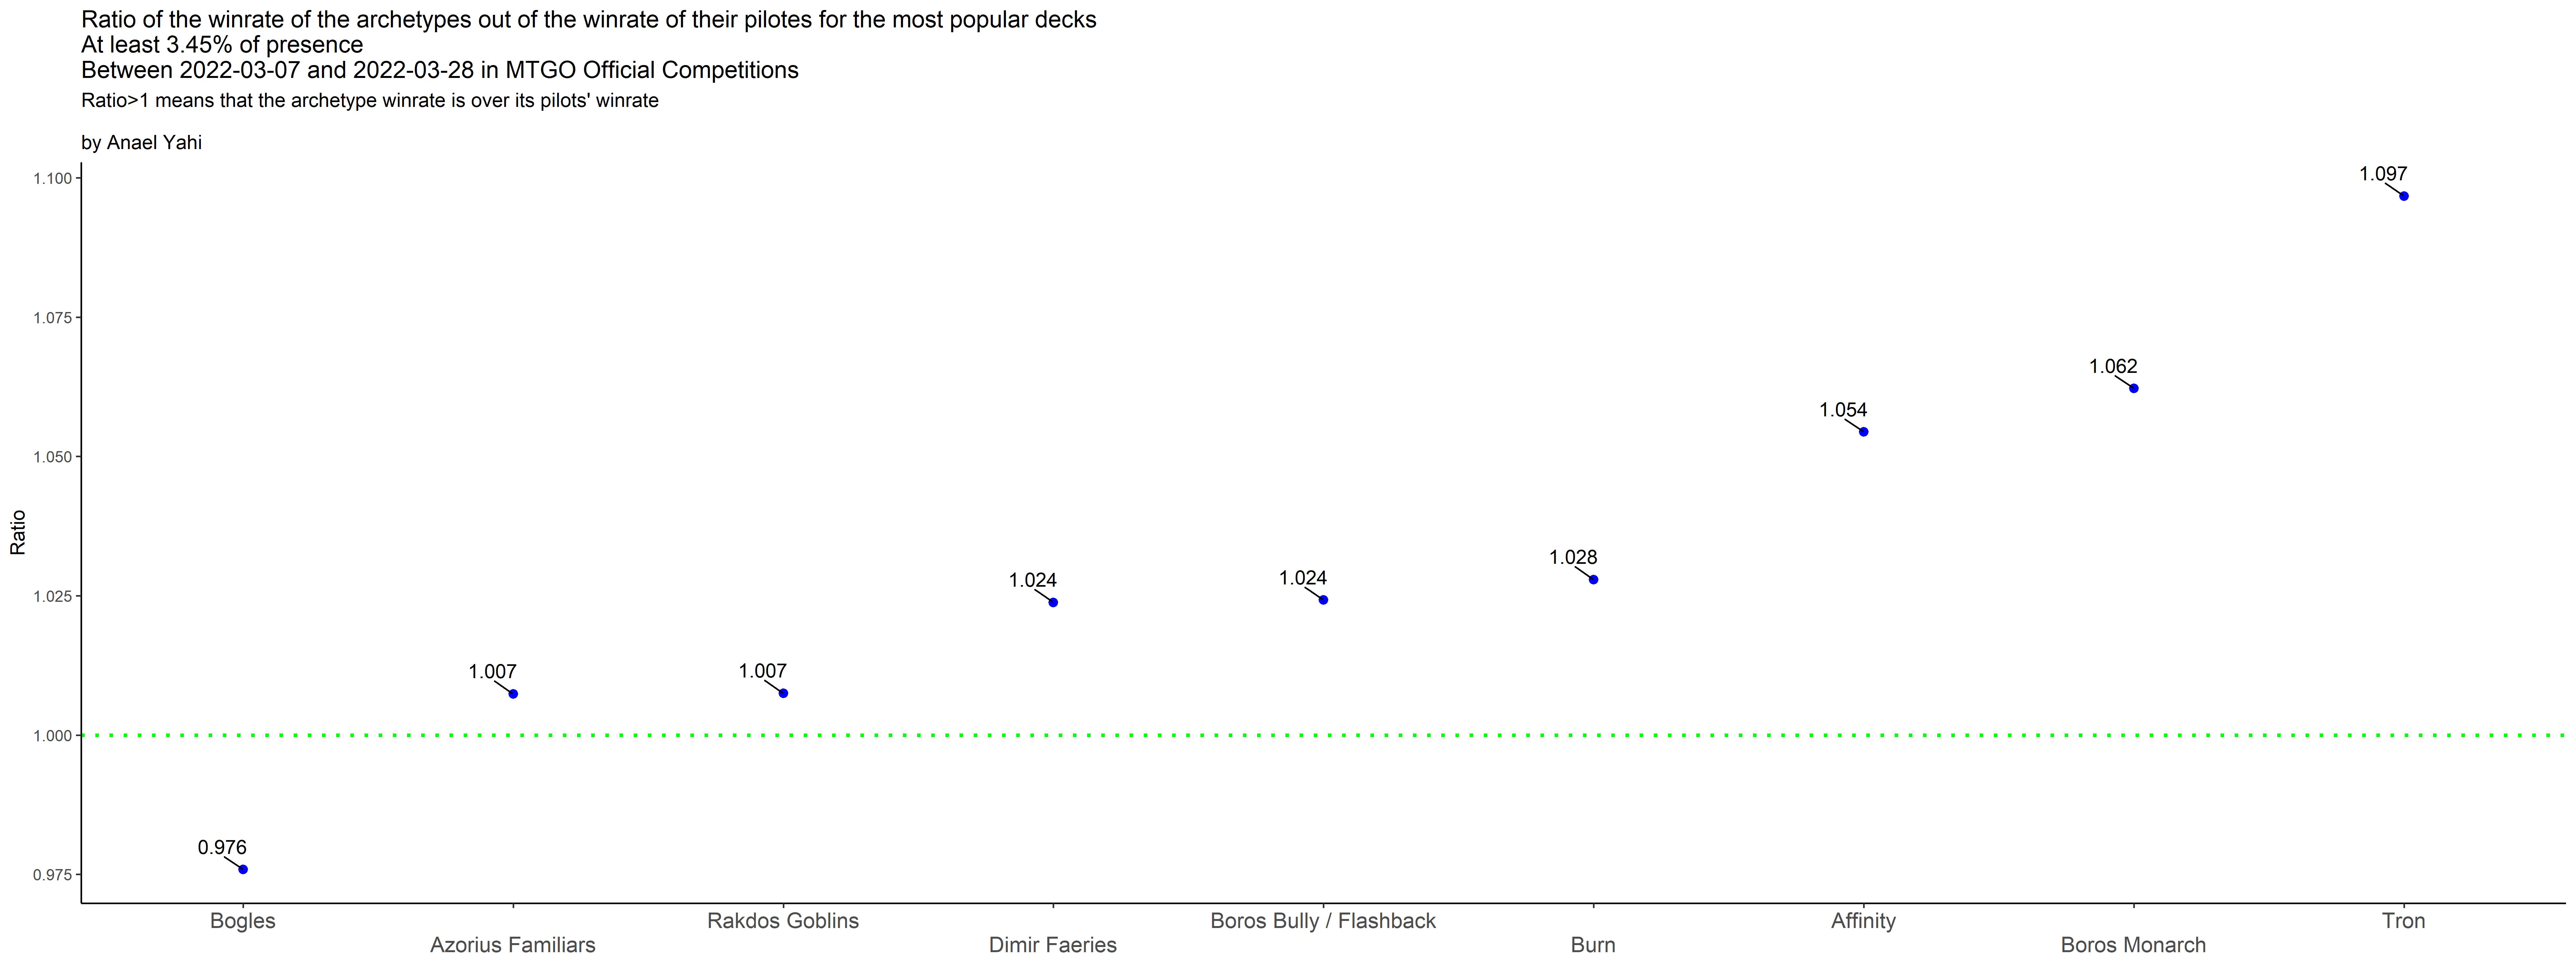 Ratio of the winrate of the archetypes out of the winrate of their pilotes for the most popular decks
At least 3.45% of presence
Between 2022-03-07 and 2022-03-28 in MTGO Official Competitions
Ratio>1 means that the archetype winrate is over its pilots' winrate
by Anael Yahi
1.100
1.075
1.050
1.025
1.000
0.975
Ratio
0.976
1.007
1.007
1.024
1.024
1.028
1.054
1.062
1.097
Bogles
Azorius Familiars
Rakdos Goblins
Dimir Faeries
Boros Bully / Flashback
Burn
Affinity
Boros Monarch
Tron